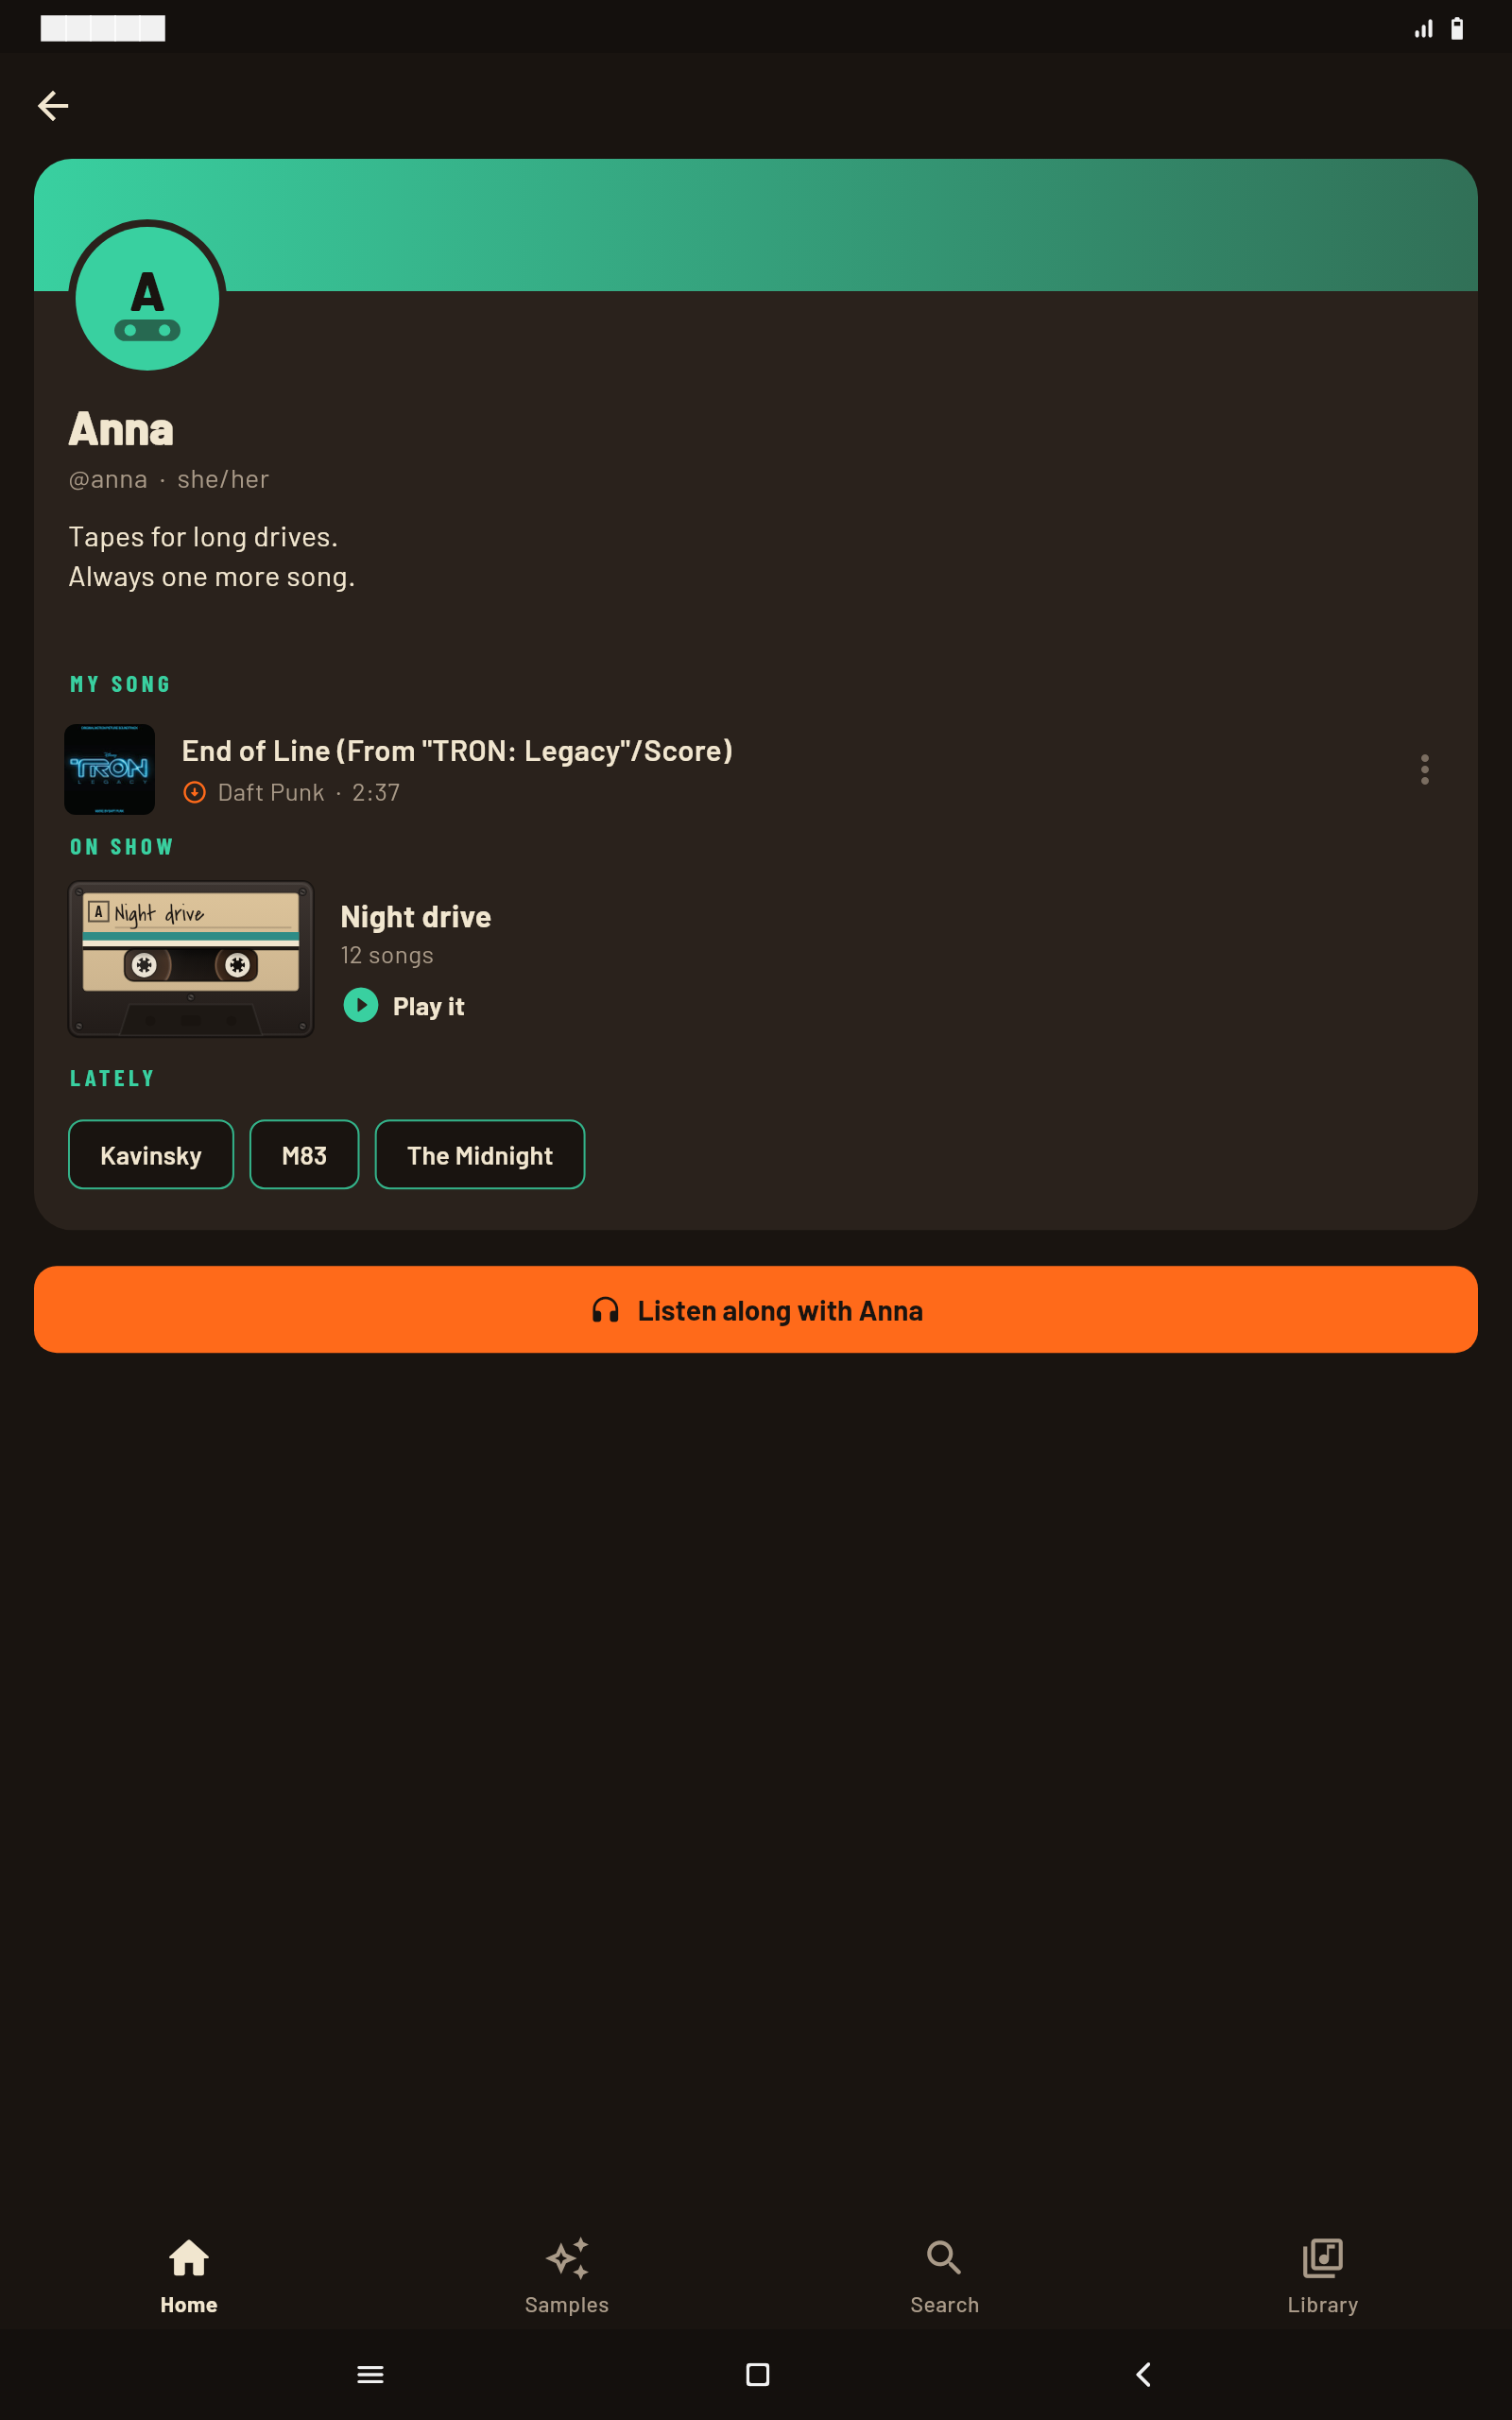 A
Anna
@anna · she/her
Tapes for long drives.
Always one more song.
MY SONG
TRON
LEGACY
End of Line (From "TRON: Legacy"/Score)
Daft Punk · 2:37
ON SHOW
A Night drive
Night drive
12 songs
Play it
LATELY
Kavinsky
M83
The Midnight
Listen along with Anna
Home
Samples
Search
Library